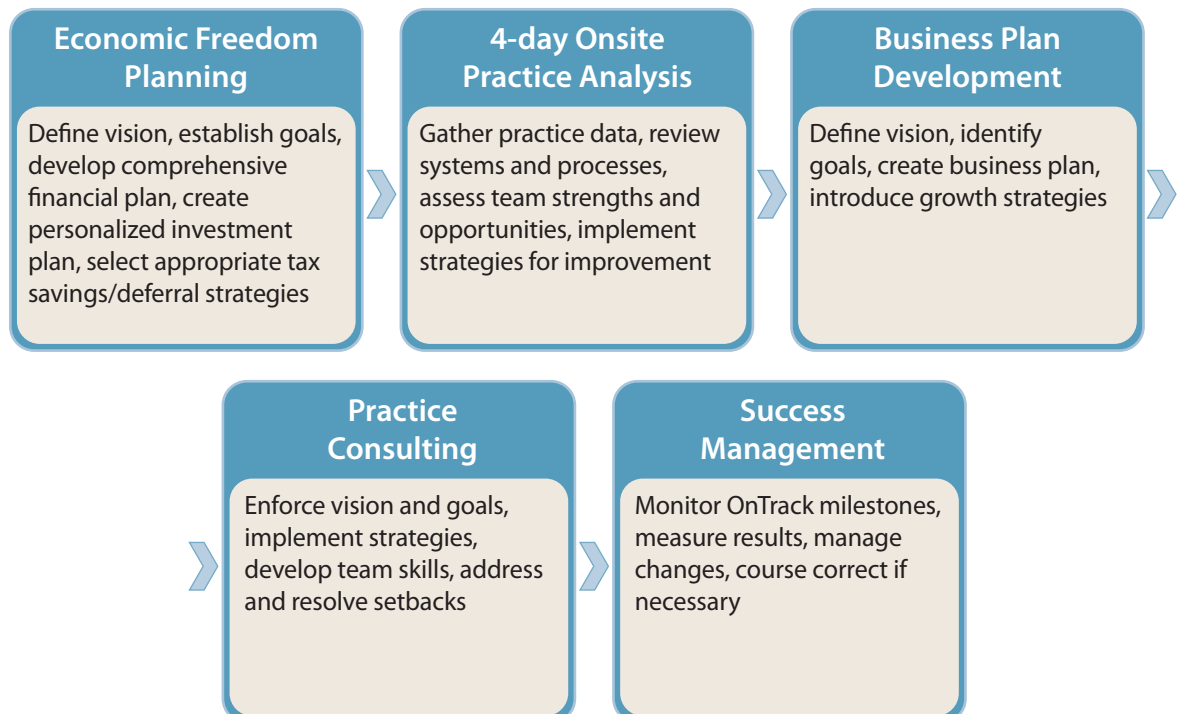 Economic Freedom
Planning
Define vision, establish goals,
develop comprehensive
financial plan, create
personalized investment
plan, select appropriate tax
savings/deferral strategies
4-day Onsite
Practice Analysis
Gather practice data, review
systems and processes,
assess team strengths and
opportunities, implement
strategies for improvement
Business Plan
Development
Define vision, identify
goals, create business plan,
introduce growth strategies
Practice
Consulting
Enforce vision and goals,
implement strategies,
develop team skills, address
and resolve setbacks
Success
Management
Monitor OnTrack milestones,
measure results, manage
changes, course correct if
necessary